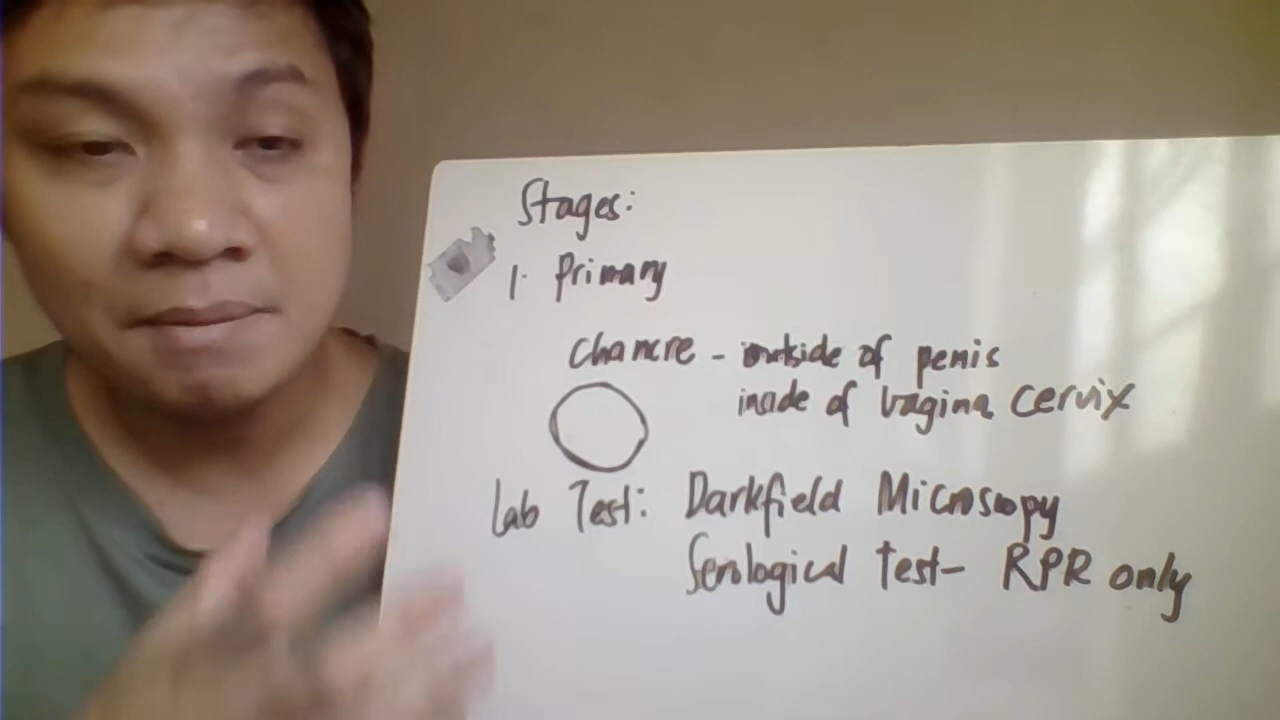 Stages:
1. Primary
Chancre - outside of penis
inside of vagina cervix
Lab Test: Darkfield Microscopy
Serological test- RPR only